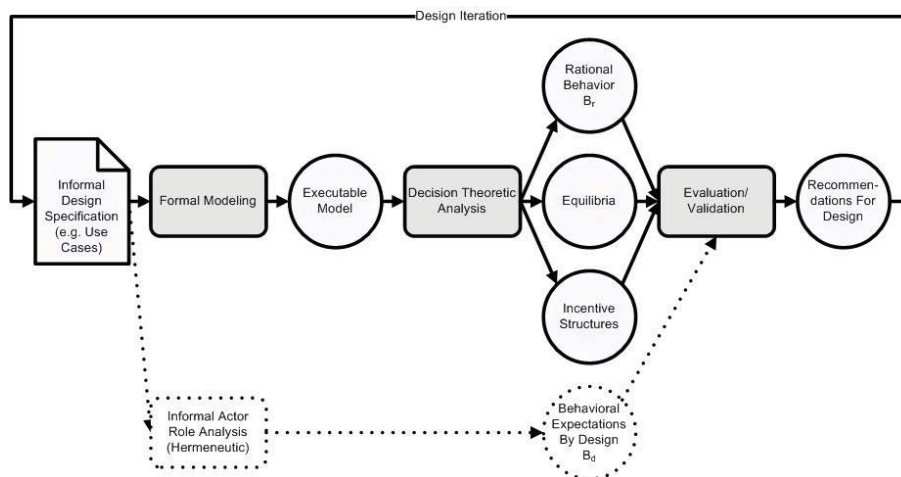 Design Iteration
Rational
Behavior
Br
Informal
Design
Specification
(e.g. Use
Cases)
Formal Modeling
Executable
Model
Decision Theoretic
Analysis
Equilibria
Evaluation/
Validation
Recommen-
dations For
Design
Incentive
Structures
Informal Actor
Role Analysis
(Hermeneutic)
Behavioral
Expectations
By Design
Bd